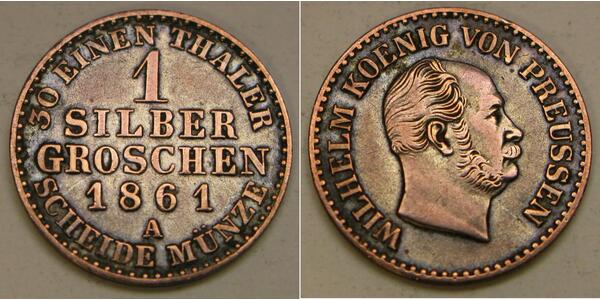 30 EINEN THALER
1
SILBER
GROSCHEN
1861
A
SCHEIDE MÜNZE
WILHELM KOENIG VON PREUSSEN